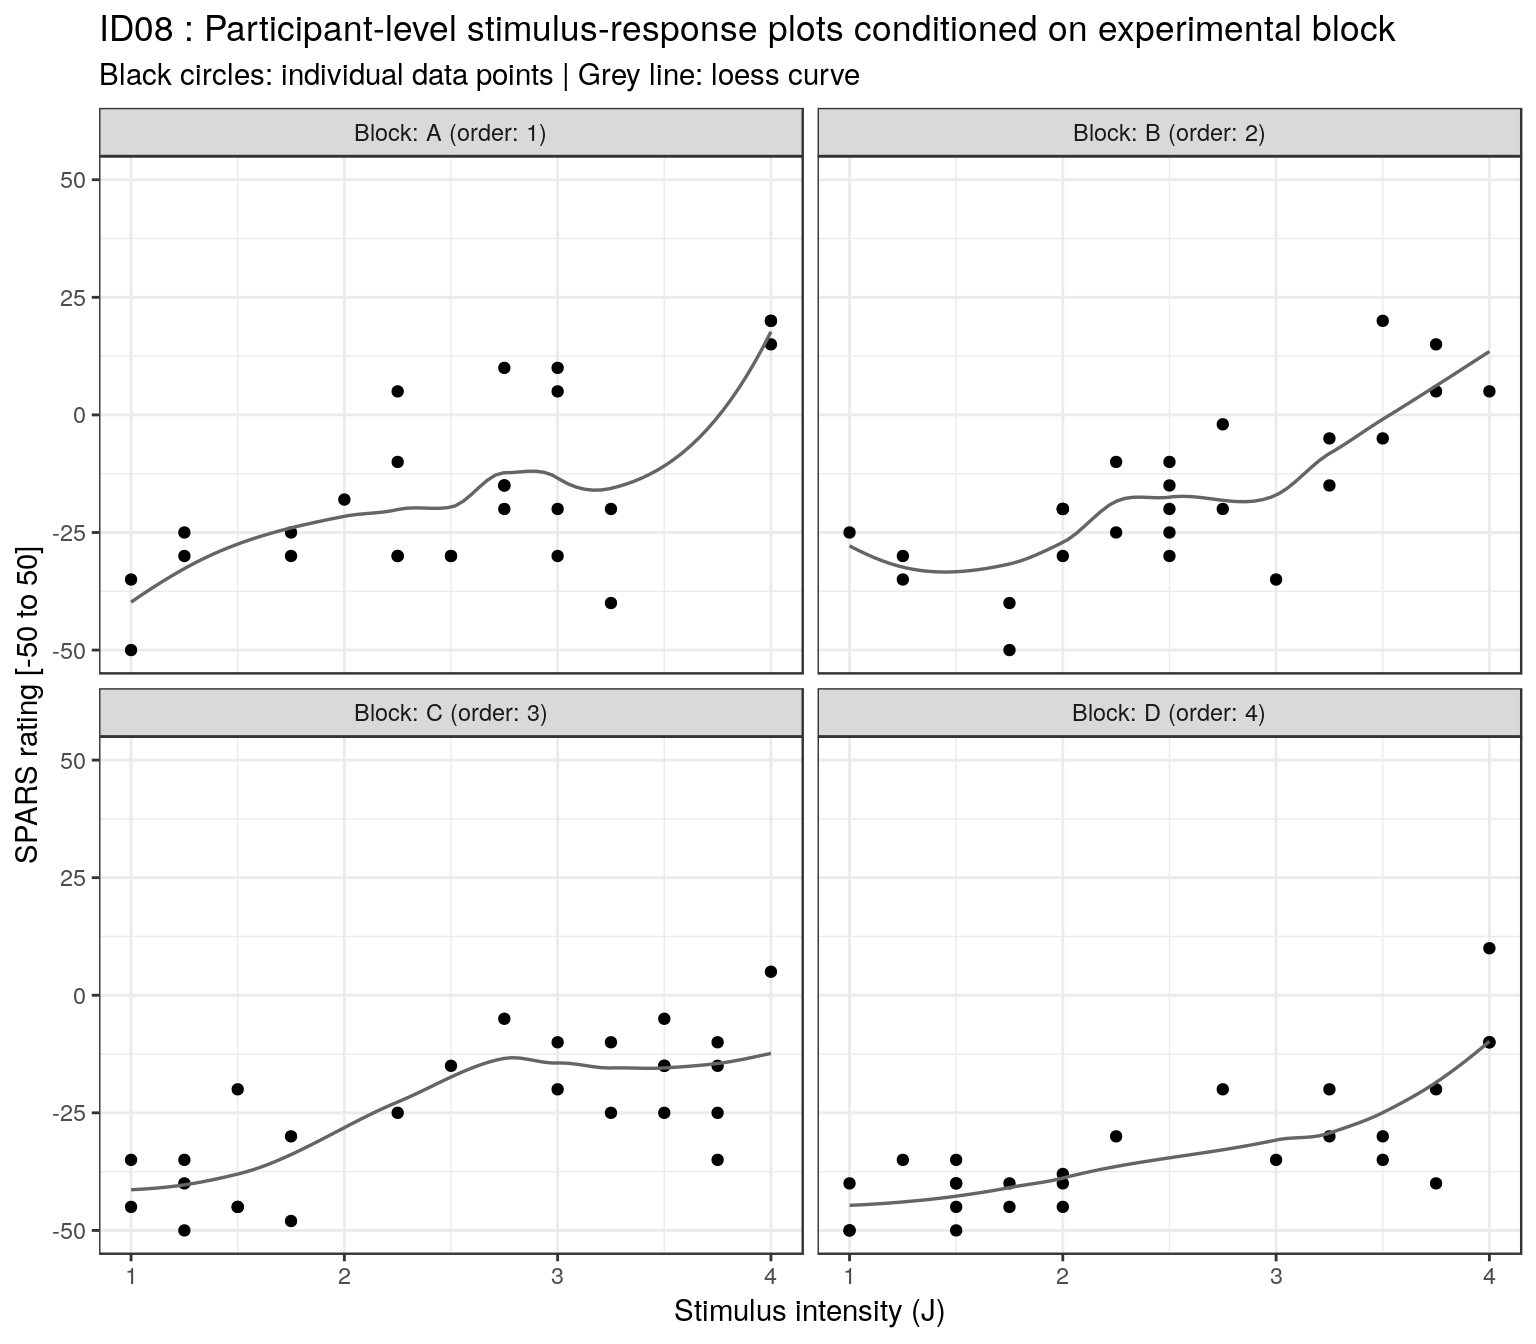 ID08 : Participant-level stimulus-response plots conditioned on experimental block
Black circles: individual data points | Grey line: loess curve
Block: A (order: 1)
Block: B (order: 2)
50
25
0
-25
-50
Block: C (order: 3)
Block: D (order: 4)
50
25
0
-25
-50
SPARS rating [-50 to 50]
1 2 3 4 1 2 3 4
Stimulus intensity (J)